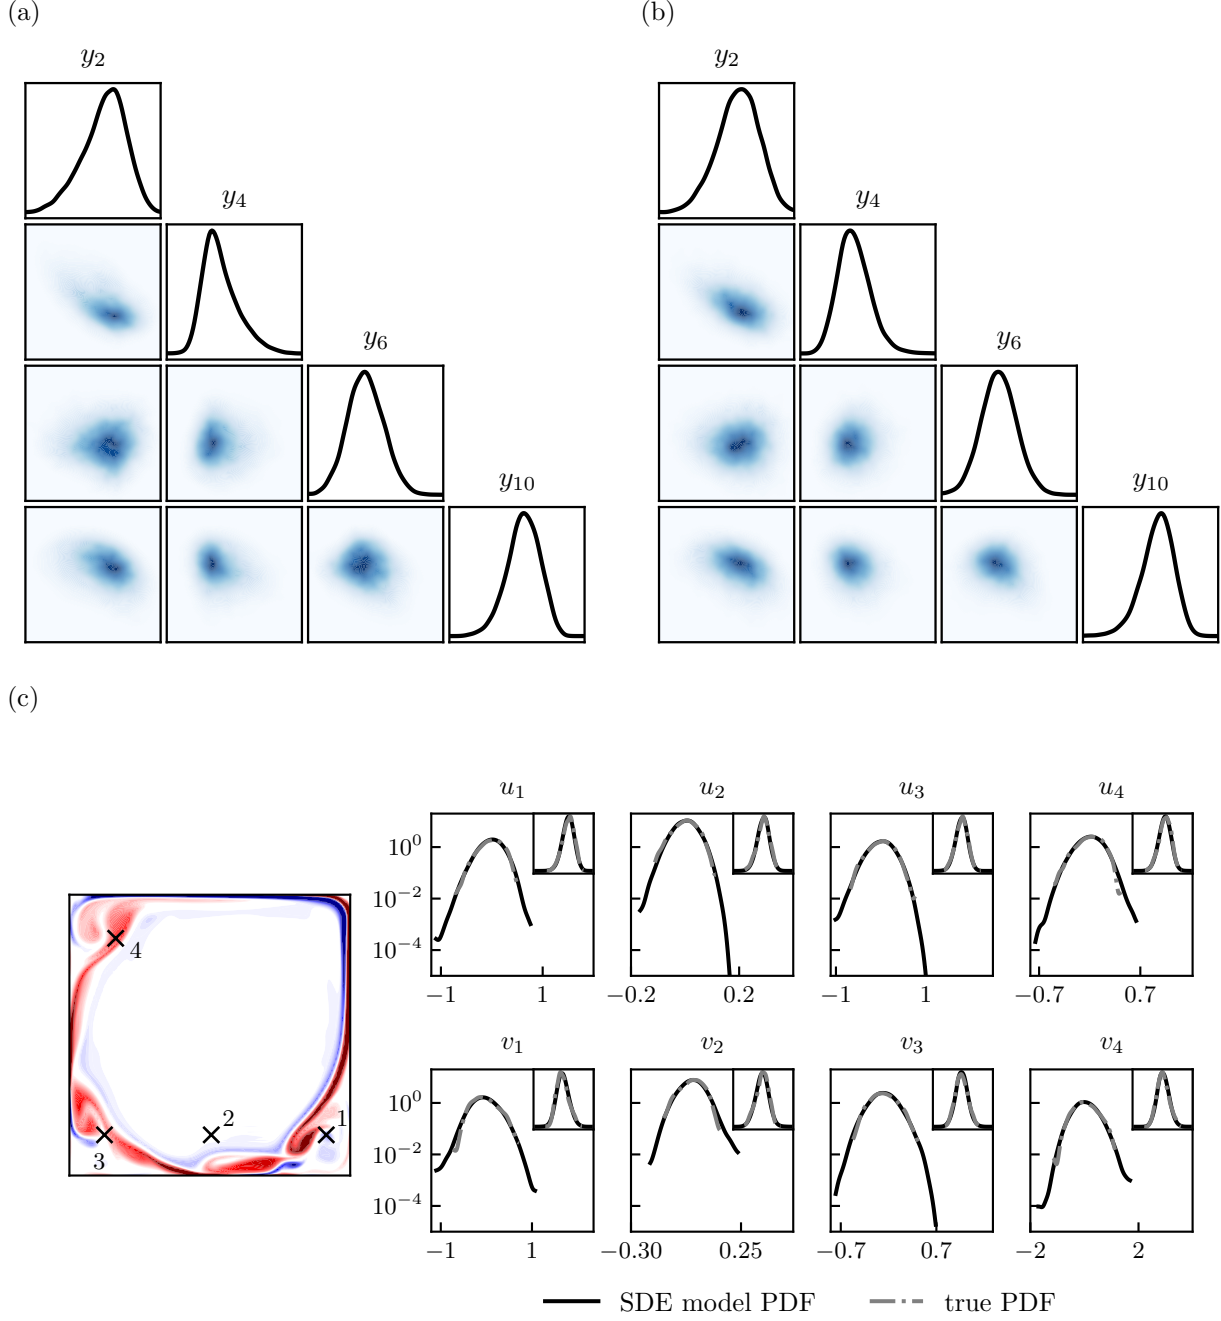 (a)
(b)
y2
y4
y6
y10
y2
y4
y6
y10
(c)
4
2
1
3
u1
u2
u3
u4
10^0
10^-2
10^-4
−1
1
−0.2
0.2
−1
1
−0.7
0.7
v1
v2
v3
v4
10^0
10^-2
10^-4
−1
1
−0.30
0.25
−0.7
0.7
−2
2
SDE model PDF
true PDF